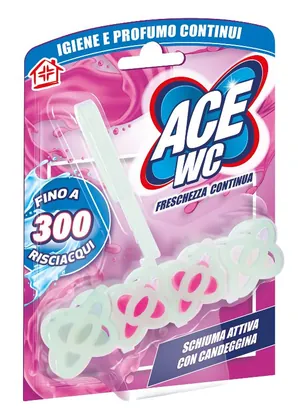 IGIENE E PROFUMO CONTINUI
ACE
WC
FRESCHEZZA CONTINUA
FINO A
300
RISCIACQUI
SCHIUMA ATTIVA
CON CANDEGGINA